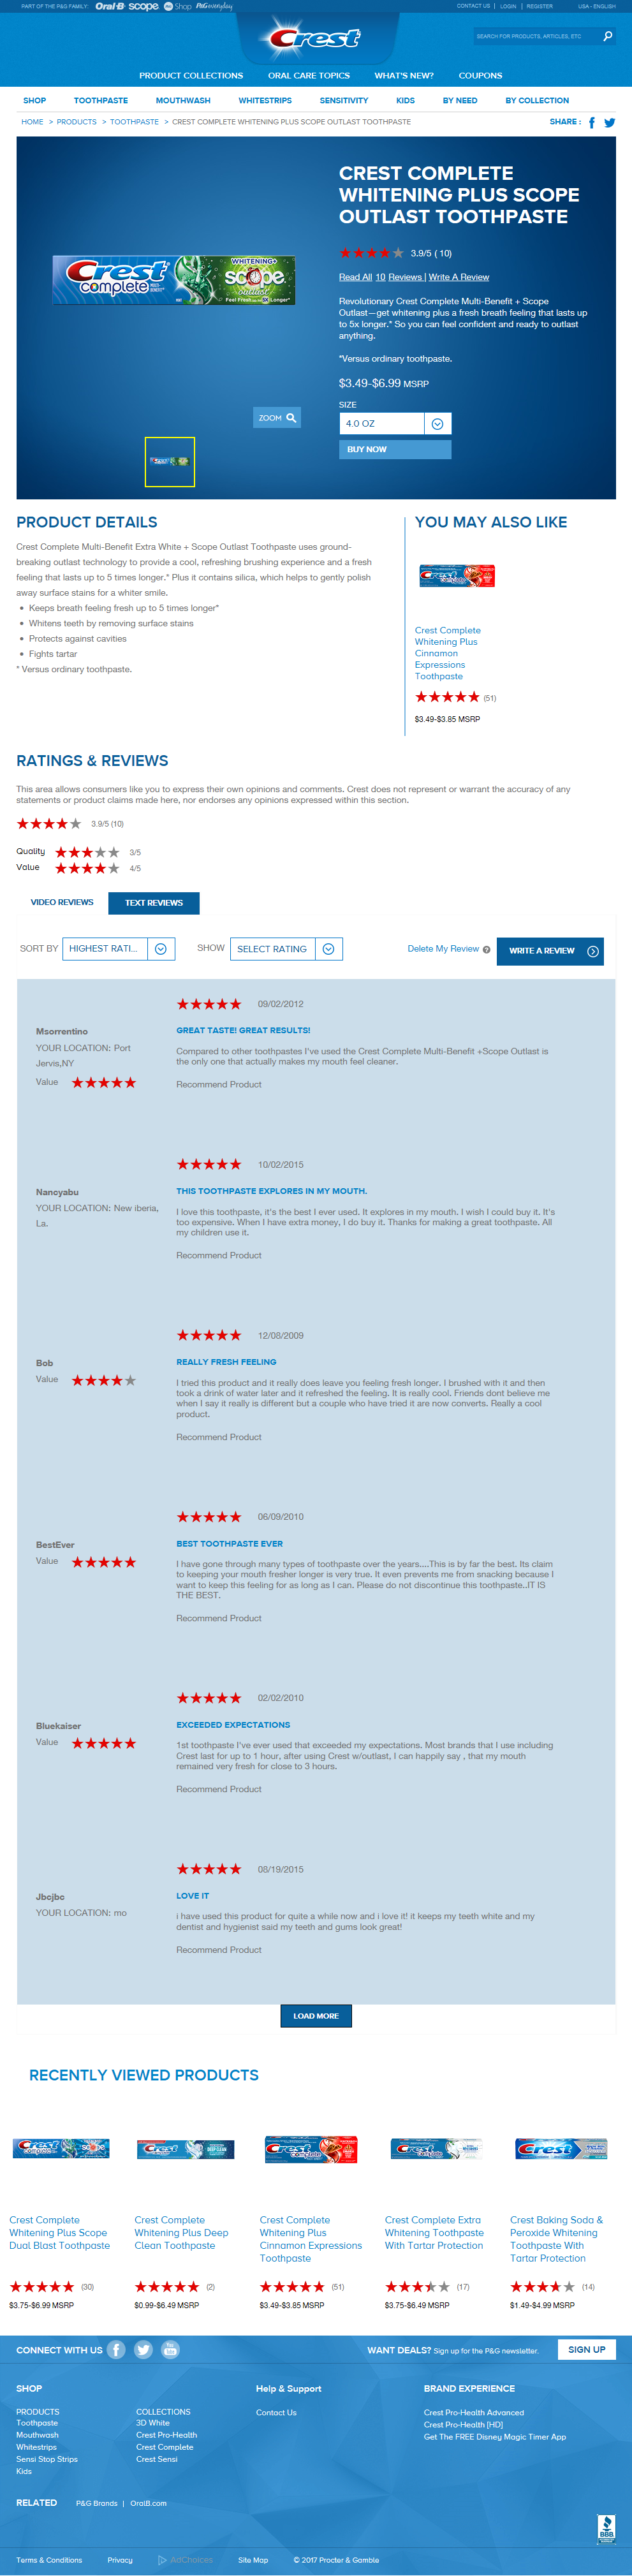 PART OF THE P&G FAMILY: Oral-B scope Shop P&G everyday
CONTACT US | LOGIN | REGISTER USA - ENGLISH
Crest
SEARCH FOR PRODUCTS, ARTICLES, ETC
PRODUCT COLLECTIONS ORAL CARE TOPICS WHAT'S NEW? COUPONS
SHOP TOOTHPASTE MOUTHWASH WHITESTRIPS SENSITIVITY KIDS BY NEED BY COLLECTION
HOME > PRODUCTS > TOOTHPASTE > CREST COMPLETE WHITENING PLUS SCOPE OUTLAST TOOTHPASTE
SHARE :
CREST COMPLETE
WHITENING PLUS SCOPE
OUTLAST TOOTHPASTE
3.9/5 ( 10)
Read All 10 Reviews | Write A Review
Revolutionary Crest Complete Multi-Benefit + Scope
Outlast—get whitening plus a fresh breath feeling that lasts up
to 5x longer.* So you can feel confident and ready to outlast
anything.
*Versus ordinary toothpaste.
$3.49-$6.99 MSRP
SIZE
4.0 OZ
BUY NOW
Crest
complete
WHITENING+
scope
outlast
ZOOM
PRODUCT DETAILS
Crest Complete Multi-Benefit Extra White + Scope Outlast Toothpaste uses ground-
breaking outlast technology to provide a cool, refreshing brushing experience and a fresh
feeling that lasts up to 5 times longer.* Plus it contains silica, which helps to gently polish
away surface stains for a whiter smile.
• Keeps breath feeling fresh up to 5 times longer*
• Whitens teeth by removing surface stains
• Protects against cavities
• Fights tartar
* Versus ordinary toothpaste.
YOU MAY ALSO LIKE
Crest Complete
Whitening Plus
Cinnamon
Expressions
Toothpaste
(51)
$3.49-$3.85 MSRP
RATINGS & REVIEWS
This area allows consumers like you to express their own opinions and comments. Crest does not represent or warrant the accuracy of any
statements or product claims made here, nor endorses any opinions expressed within this section.
3.9/5 (10)
Quality 3/5
Value 4/5
VIDEO REVIEWS TEXT REVIEWS
SORT BY HIGHEST RATI... SHOW SELECT RATING Delete My Review ? WRITE A REVIEW
09/02/2012
Msorrentino
YOUR LOCATION: Port
Jervis,NY
Value
GREAT TASTE! GREAT RESULTS!
Compared to other toothpastes I've used the Crest Complete Multi-Benefit +Scope Outlast is
the only one that actually makes my mouth feel cleaner.
Recommend Product
10/02/2015
Nancyabu
YOUR LOCATION: New iberia,
La.
THIS TOOTHPASTE EXPLORES IN MY MOUTH.
I love this toothpaste, it's the best I ever used. It explores in my mouth. I wish I could buy it. It's
too expensive. When I have extra money, I do buy it. Thanks for making a great toothpaste. All
my children use it.
Recommend Product
12/08/2009
Bob
Value
REALLY FRESH FEELING
I tried this product and it really does leave you feeling fresh longer. I brushed with it and then
took a drink of water later and it refreshed the feeling. It is really cool. Friends dont believe me
when I say it really is different but a couple who have tried it are now converts. Really a cool
product.
Recommend Product
06/09/2010
BestEver
Value
BEST TOOTHPASTE EVER
I have gone through many types of toothpaste over the years....This is by far the best. Its claim
to keeping your mouth fresher longer is very true. It even prevents me from snacking because I
want to keep this feeling for as long as I can. Please do not discontinue this toothpaste..IT IS
THE BEST.
Recommend Product
02/02/2010
Bluekaiser
Value
EXCEEDED EXPECTATIONS
1st toothpaste I've ever used that exceeded my expectations. Most brands that I use including
Crest last for up to 1 hour, after using Crest w/outlast, I can happily say , that my mouth
remained very fresh for close to 3 hours.
Recommend Product
08/19/2015
Jbcjbc
YOUR LOCATION: mo
LOVE IT
i have used this product for quite a while now and i love it! it keeps my teeth white and my
dentist and hygienist said my teeth and gums look great!
Recommend Product
LOAD MORE
RECENTLY VIEWED PRODUCTS
Crest Complete
Whitening Plus Scope
Dual Blast Toothpaste
(30)
$3.75-$6.99 MSRP
Crest Complete
Whitening Plus Deep
Clean Toothpaste
(2)
$0.99-$6.49 MSRP
Crest Complete
Whitening Plus
Cinnamon Expressions
Toothpaste
(51)
$3.49-$3.85 MSRP
Crest Complete Extra
Whitening Toothpaste
With Tartar Protection
(17)
$3.75-$6.49 MSRP
Crest Baking Soda &
Peroxide Whitening
Toothpaste With
Tartar Protection
(14)
$1.49-$4.99 MSRP
CONNECT WITH US
WANT DEALS? Sign up for the P&G newsletter. SIGN UP
SHOP
PRODUCTS
Toothpaste
Mouthwash
Whitestrips
Sensi Stop Strips
Kids
COLLECTIONS
3D White
Crest Pro-Health
Crest Complete
Crest Sensi
Help & Support
Contact Us
BRAND EXPERIENCE
Crest Pro-Health Advanced
Crest Pro-Health [HD]
Get The FREE Disney Magic Timer App
RELATED P&G Brands | OralB.com
BBB
Terms & Conditions Privacy AdChoices Site Map © 2017 Procter & Gamble